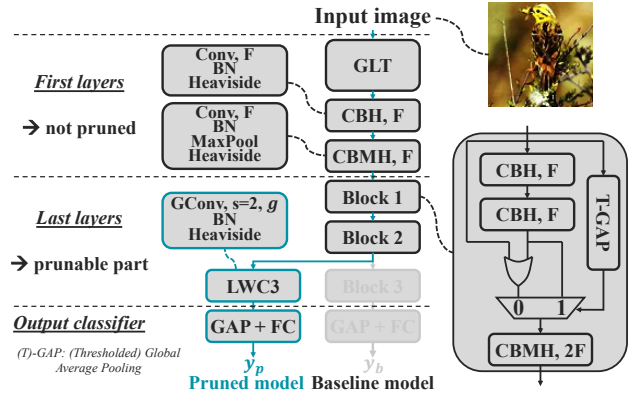 Input image
First layers
→ not pruned
Conv, F
BN
Heaviside
Conv, F
BN
MaxPool
Heaviside
GLT
CBH, F
CBMH, F
Last layers
→ prunable part
GConv, s=2, g
BN
Heaviside
Block 1
Block 2
LWC3
Block 3
Output classifier
GAP + FC
GAP + FC
(T)-GAP: (Thresholded) Global
Average Pooling
y_p
y_b
Pruned model
Baseline model
CBH, F
CBH, F
T-GAP
0 1
CBMH, 2F